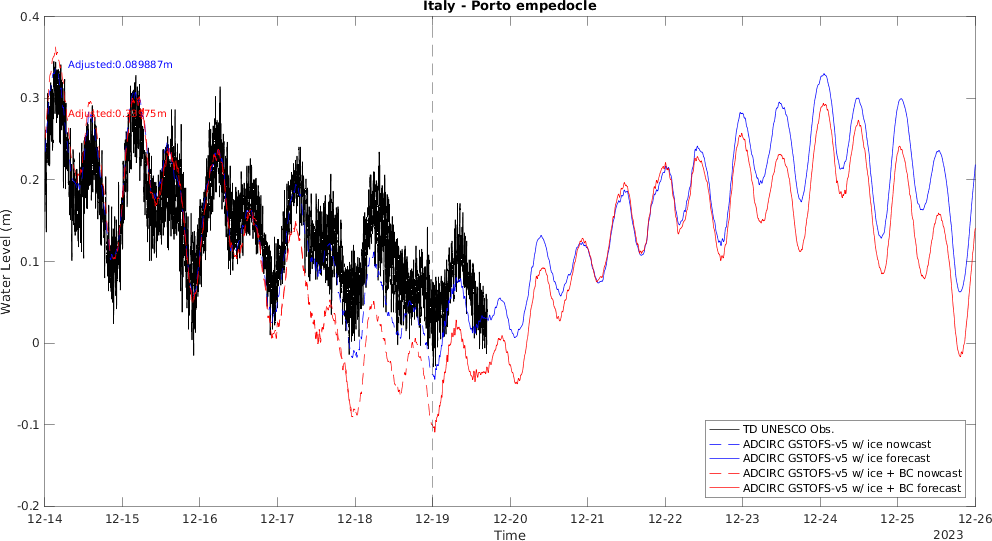 Italy - Porto empedocle
0.4
0.3
0.2
0.1
0
-0.1
-0.2
Water Level (m)
Adjusted:0.089887m
TD UNESCO Obs.
ADCIRC GSTOFS-v5 w/ ice nowcast
ADCIRC GSTOFS-v5 w/ ice forecast
ADCIRC GSTOFS-v5 w/ ice + BC nowcast
ADCIRC GSTOFS-v5 w/ ice + BC forecast
12-14 12-15 12-16 12-17 12-18 12-19 12-20 12-21 12-22 12-23 12-24 12-25 12-26
Time
2023